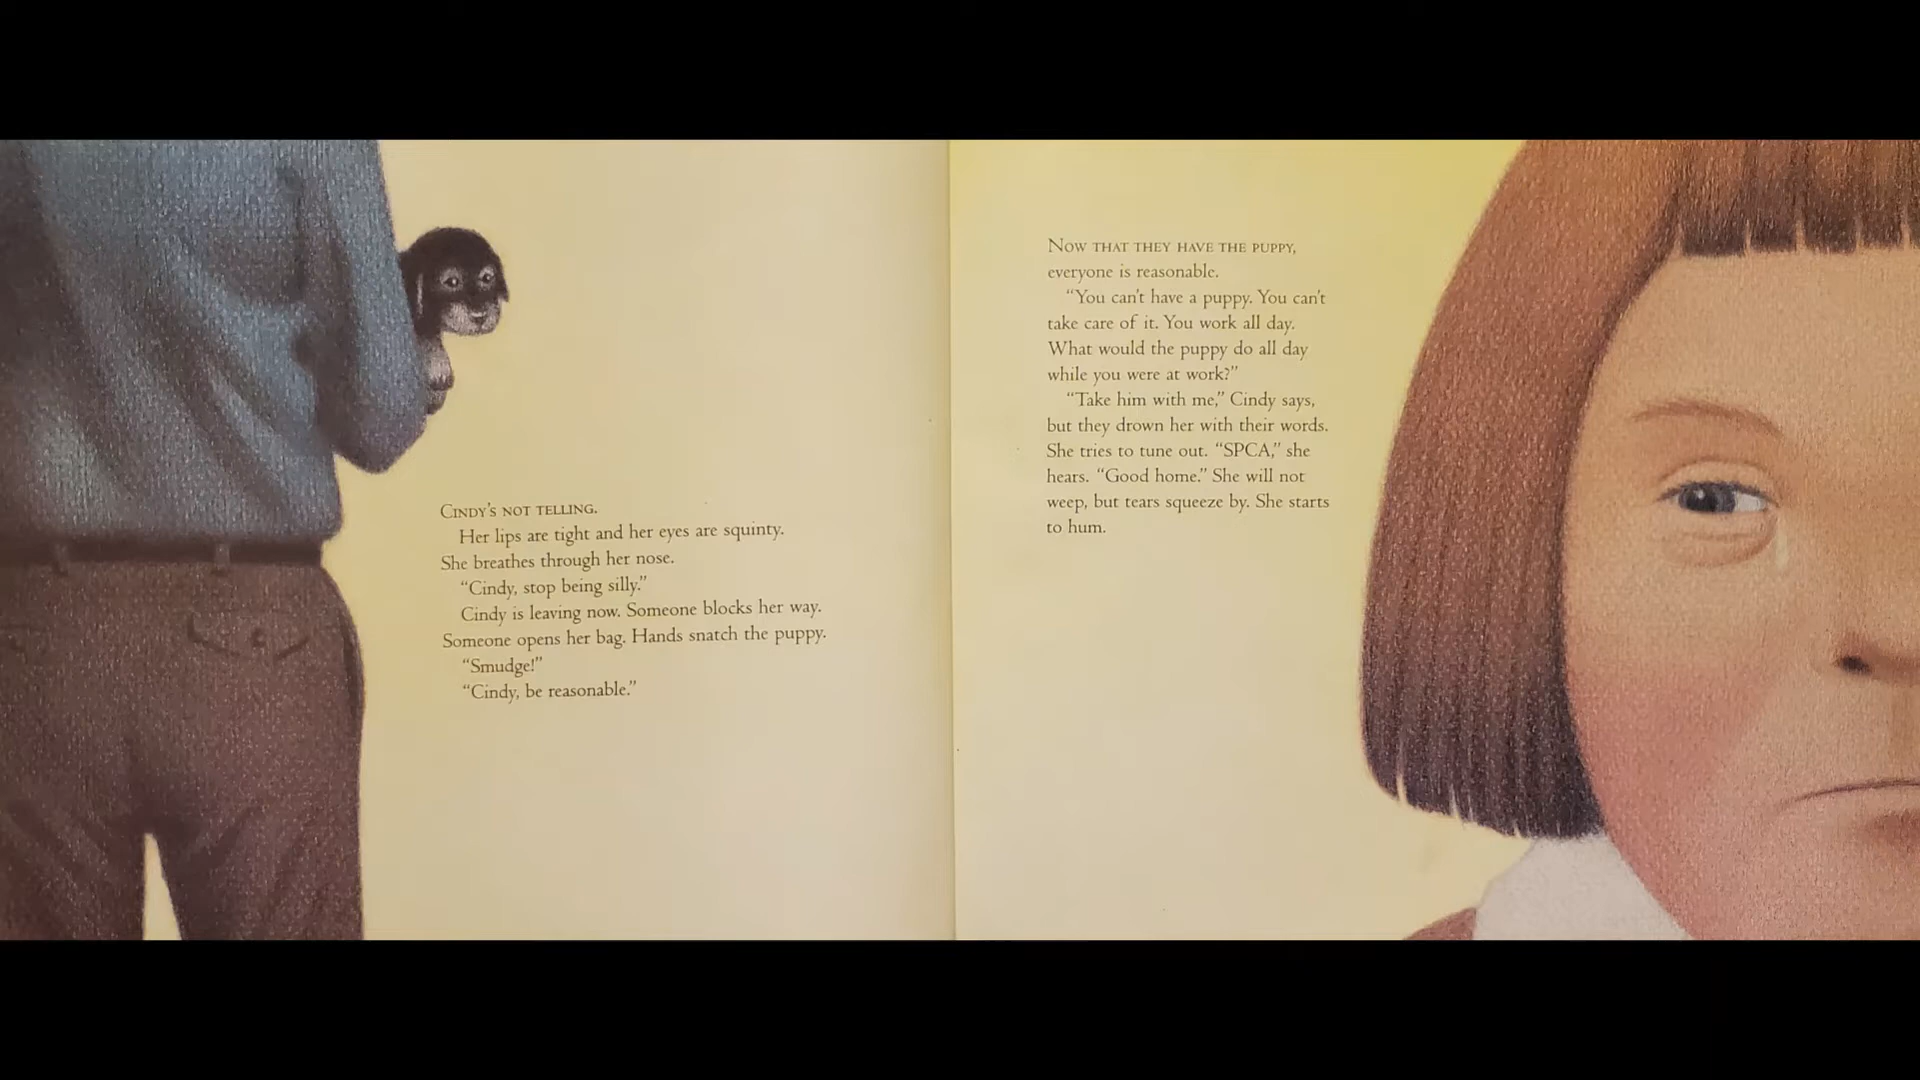 CINDY'S NOT TELLING.
Her lips are tight and her eyes are squinty.
She breathes through her nose.
“Cindy, stop being silly.”
Cindy is leaving now. Someone blocks her way.
Someone opens her bag. Hands snatch the puppy.
“Smudge!”
“Cindy, be reasonable.”
NOW THAT THEY HAVE THE PUPPY,
everyone is reasonable.
“You can't have a puppy. You can't
take care of it. You work all day.
What would the puppy do all day
while you were at work?”
“Take him with me,” Cindy says,
but they drown her with their words.
She tries to tune out. “SPCA,” she
hears. “Good home.” She will not
weep, but tears squeeze by. She starts
to hum.